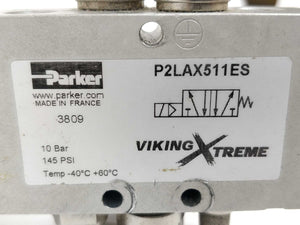 Parker
www.parker.com
MADE IN FRANCE
3809
10 Bar
145 PSI
Temp -40°C +60°C
P2LAX511ES
VIKING XTREME